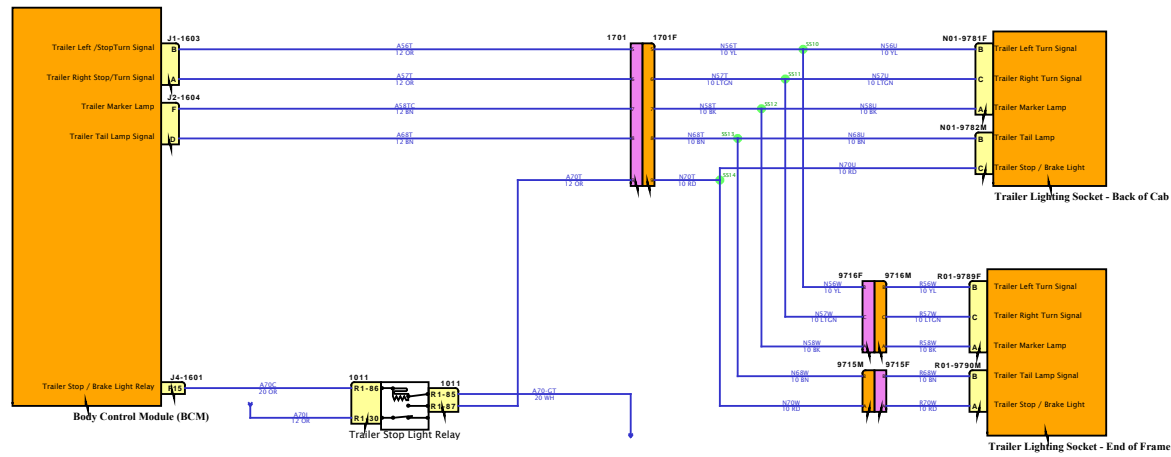 J1-1603
Trailer Left /StopTurn Signal
B
A56T
12 OR
1701
1701F
N56T
10 YL
SS10
N56U
10 YL
N01-9781F
B
Trailer Left Turn Signal
Trailer Right Stop/Turn Signal
A
A57T
12 OR
N57T
10 LTGN
SS11
N57U
10 LTGN
C
Trailer Right Turn Signal
J2-1604
Trailer Marker Lamp
F
A58TC
12 BN
7
7
N58T
10 BK
SS12
N58U
10 BK
A
Trailer Marker Lamp
N01-9782M
Trailer Tail Lamp Signal
D
A68T
12 BN
N68T
10 BN
SS13
N68U
10 BN
B
Trailer Tail Lamp
N70U
10 RD
C
Trailer Stop / Brake Light
A70T
12 OR
N70T
10 RD
SS14
Trailer Lighting Socket - Back of Cab
9716F
9716M
R01-9789F
N56W
10 YL
B
B
R56W
10 YL
B
Trailer Left Turn Signal
N57W
10 LTGN
C
C
R57W
10 LTGN
C
Trailer Right Turn Signal
N58W
10 BK
A
A
R58W
10 BK
A
Trailer Marker Lamp
9715M
9715F
R01-9790M
N68W
10 BN
B
B
R68W
10 BN
B
Trailer Tail Lamp Signal
N70W
10 RD
A
A
R70W
10 RD
A
Trailer Stop / Brake Light
Trailer Lighting Socket - End of Frame
J4-1601
Trailer Stop / Brake Light Relay
F15
A70C
20 OR
1011
R1-86
1011
R1-85
A70-GT
20 WH
R1-87
A70L
12 OR
R1-30
Trailer Stop Light Relay
Body Control Module (BCM)